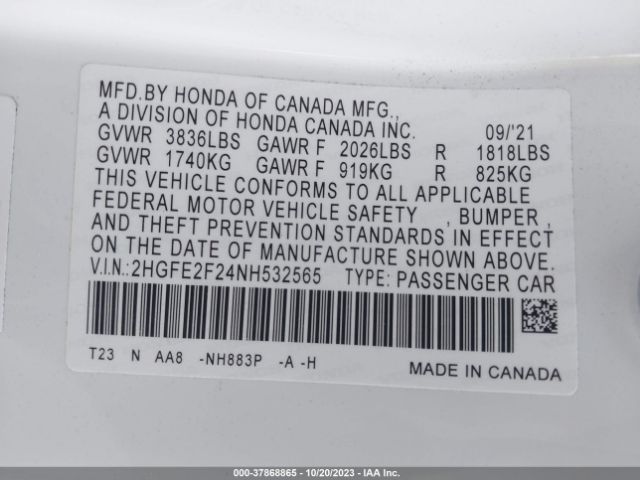 MFD.BY HONDA OF CANADA MFG.,
A DIVISION OF HONDA CANADA INC. 09/'21
GVWR 3836LBS GAWR F 2026LBS R 1818LBS
GVWR 1740KG GAWR F 919KG R 825KG
THIS VEHICLE CONFORMS TO ALL APPLICABLE
FEDERAL MOTOR VEHICLE SAFETY , BUMPER ,
AND THEFT PREVENTION STANDARDS IN EFFECT
ON THE DATE OF MANUFACTURE SHOWN ABOVE.
V.I.N.:2HGFE2F24NH532565 TYPE: PASSENGER CAR
T23 N AA8 -NH883P -A -H
MADE IN CANADA
000-37868865 - 10/20/2023 - IAAI.com